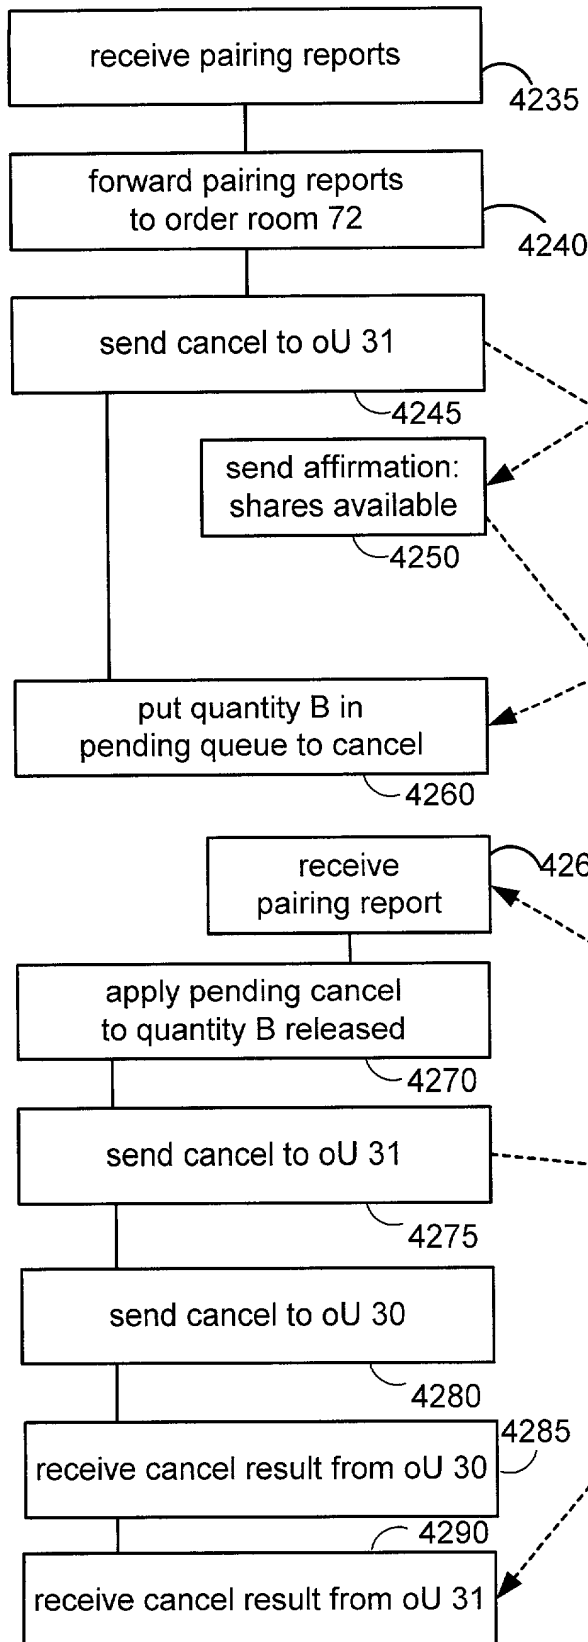 receive pairing reports
4235
forward pairing reports
to order room 72
4240
send cancel to oU 31
4245
send affirmation:
shares available
4250
put quantity B in
pending queue to cancel
4260
receive
pairing report
426
apply pending cancel
to quantity B released
4270
send cancel to oU 31
4275
send cancel to oU 30
4280
4285
receive cancel result from oU 30
4290
receive cancel result from oU 31